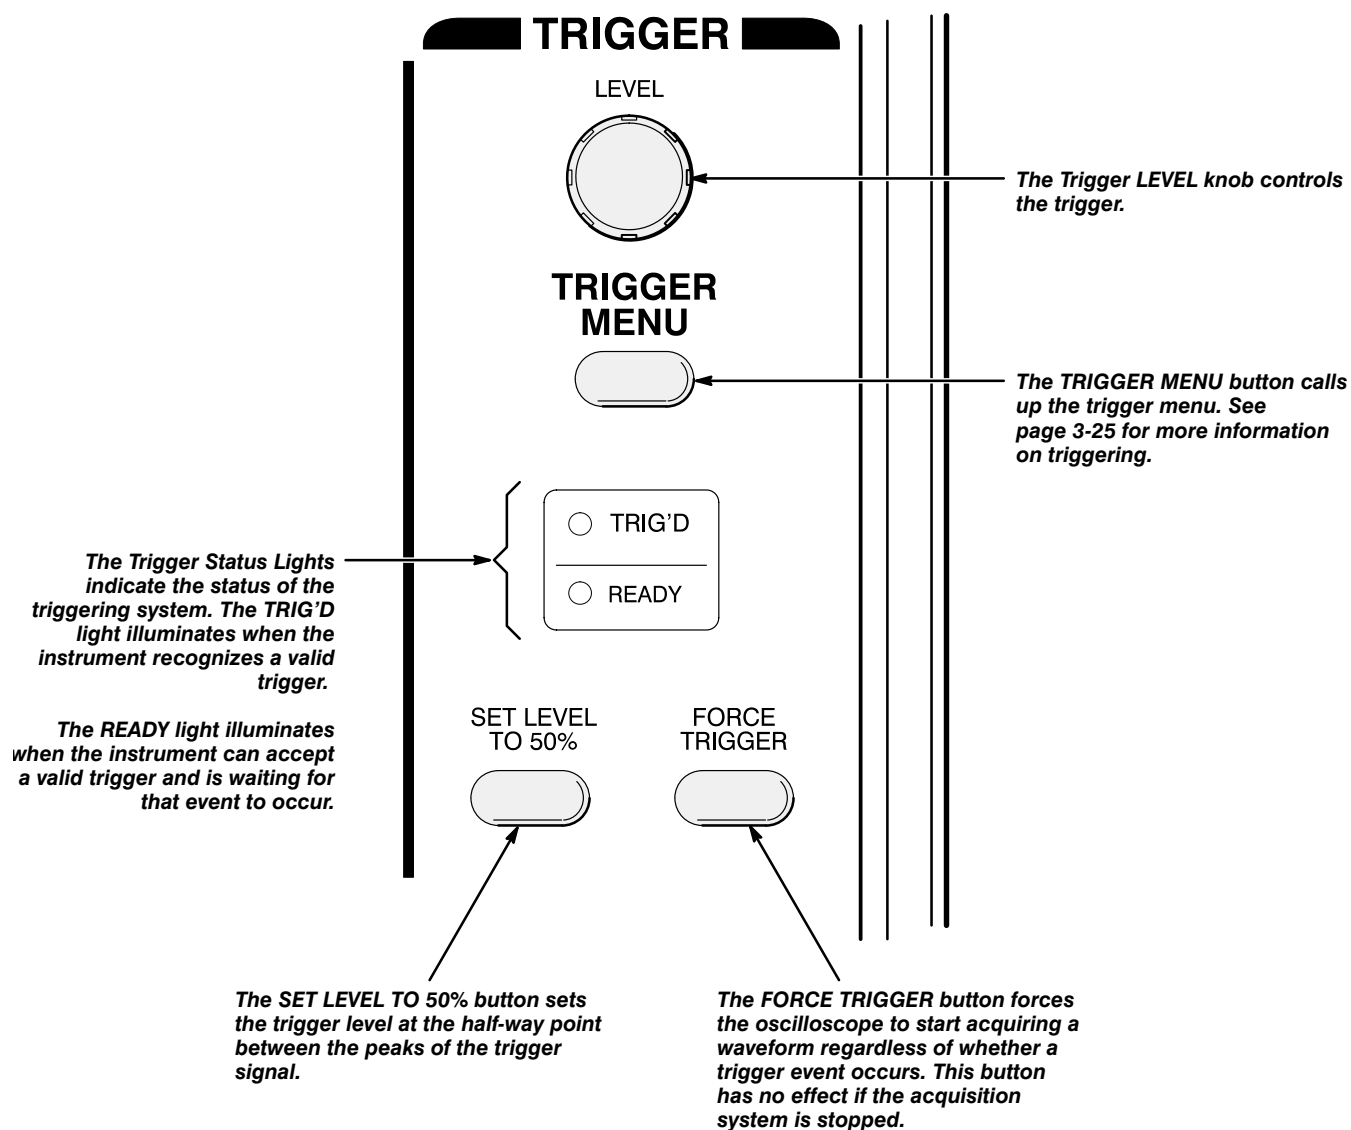 TRIGGER
LEVEL
The Trigger LEVEL knob controls
the trigger.
TRIGGER
MENU
The TRIGGER MENU button calls
up the trigger menu. See
page 3-25 for more information
on triggering.
TRIG'D
READY
The Trigger Status Lights
indicate the status of the
triggering system. The TRIG'D
light illuminates when the
instrument recognizes a valid
trigger.
The READY light illuminates
when the instrument can accept
a valid trigger and is waiting for
that event to occur.
SET LEVEL
TO 50%
FORCE
TRIGGER
The SET LEVEL TO 50% button sets
the trigger level at the half-way point
between the peaks of the trigger
signal.
The FORCE TRIGGER button forces
the oscilloscope to start acquiring a
waveform regardless of whether a
trigger event occurs. This button
has no effect if the acquisition
system is stopped.